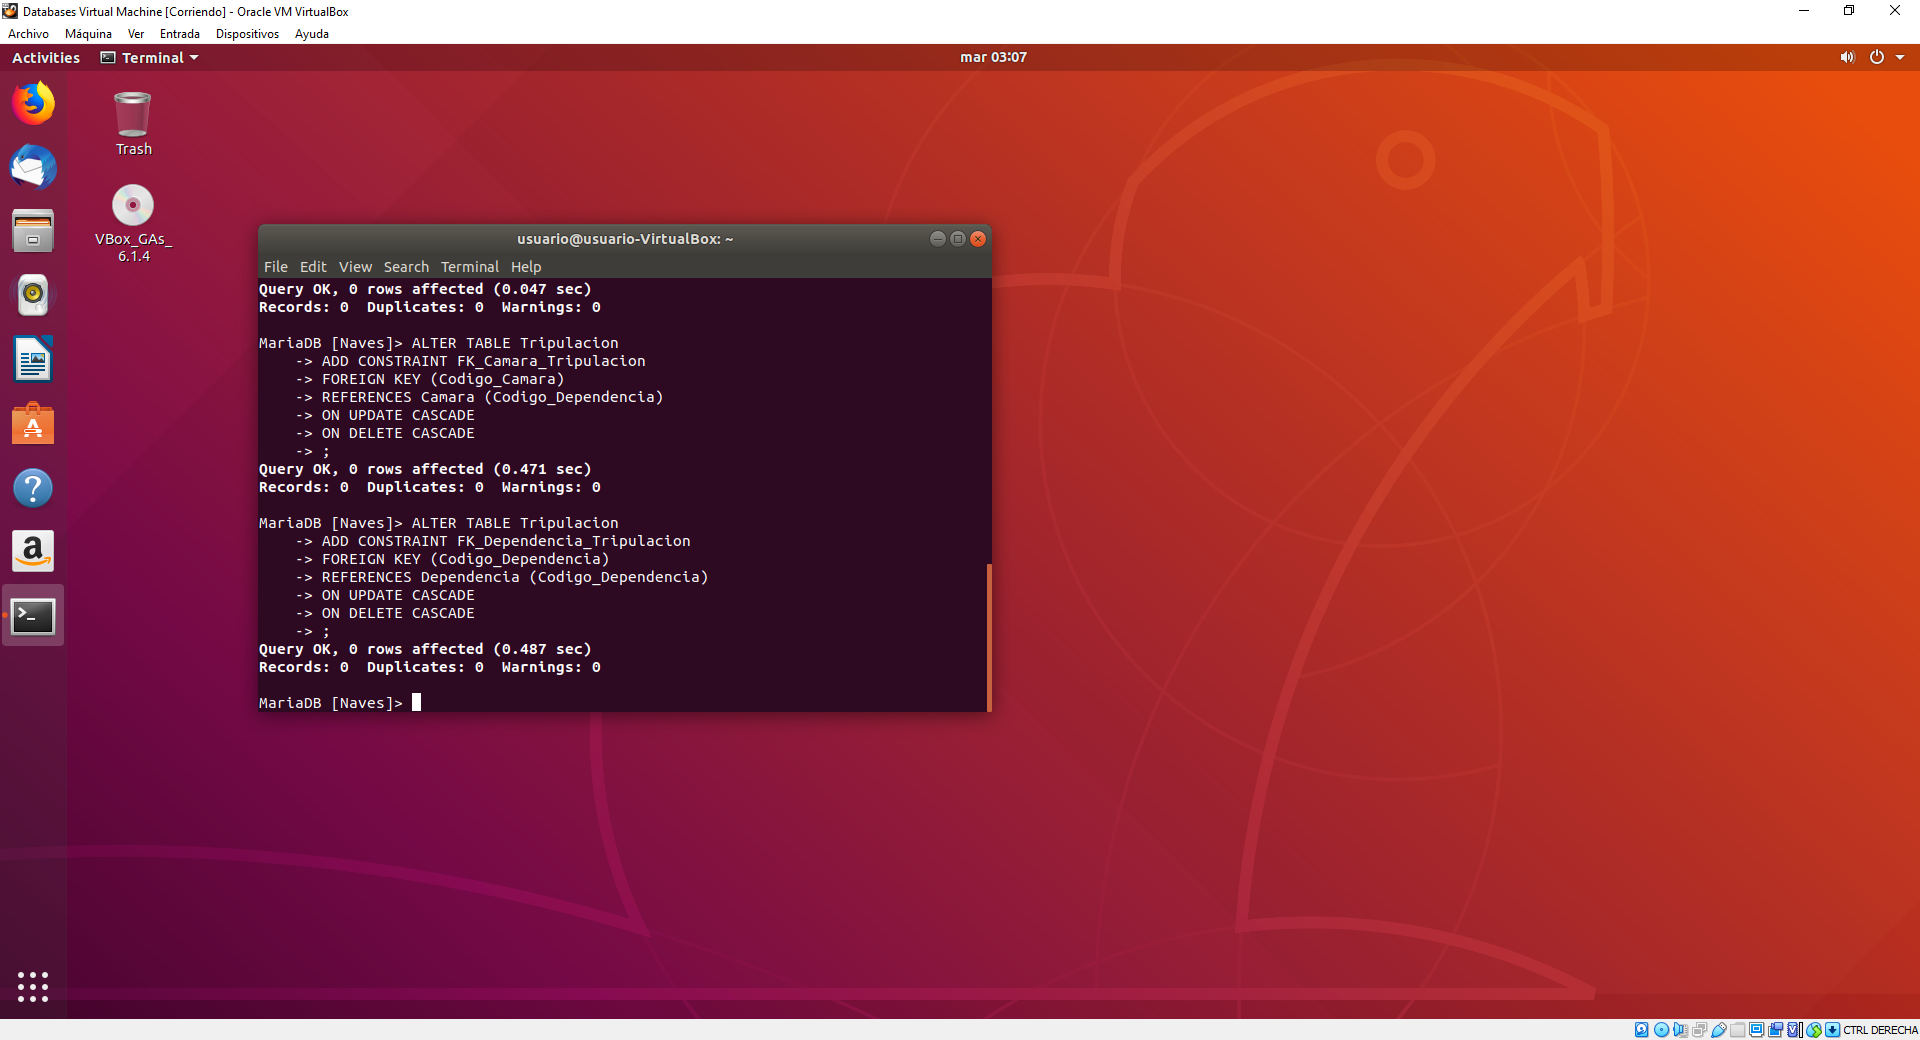 Databases Virtual Machine [Corriendo] - Oracle VM VirtualBox
Archivo Máquina Ver Entrada Dispositivos Ayuda
Activities Terminal mar 03:07
Trash
VBox_GAs_
6.1.4
usuario@usuario-VirtualBox: ~
File Edit View Search Terminal Help
Query OK, 0 rows affected (0.047 sec)
Records: 0  Duplicates: 0  Warnings: 0
MariaDB [Naves]> ALTER TABLE Tripulacion
    -> ADD CONSTRAINT FK_Camara_Tripulacion
    -> FOREIGN KEY (Codigo_Camara)
    -> REFERENCES Camara (Codigo_Dependencia)
    -> ON UPDATE CASCADE
    -> ON DELETE CASCADE
    -> ;
Query OK, 0 rows affected (0.471 sec)
Records: 0  Duplicates: 0  Warnings: 0
MariaDB [Naves]> ALTER TABLE Tripulacion
    -> ADD CONSTRAINT FK_Dependencia_Tripulacion
    -> FOREIGN KEY (Codigo_Dependencia)
    -> REFERENCES Dependencia (Codigo_Dependencia)
    -> ON UPDATE CASCADE
    -> ON DELETE CASCADE
    -> ;
Query OK, 0 rows affected (0.487 sec)
Records: 0  Duplicates: 0  Warnings: 0
MariaDB [Naves]>
CTRL DERECHA